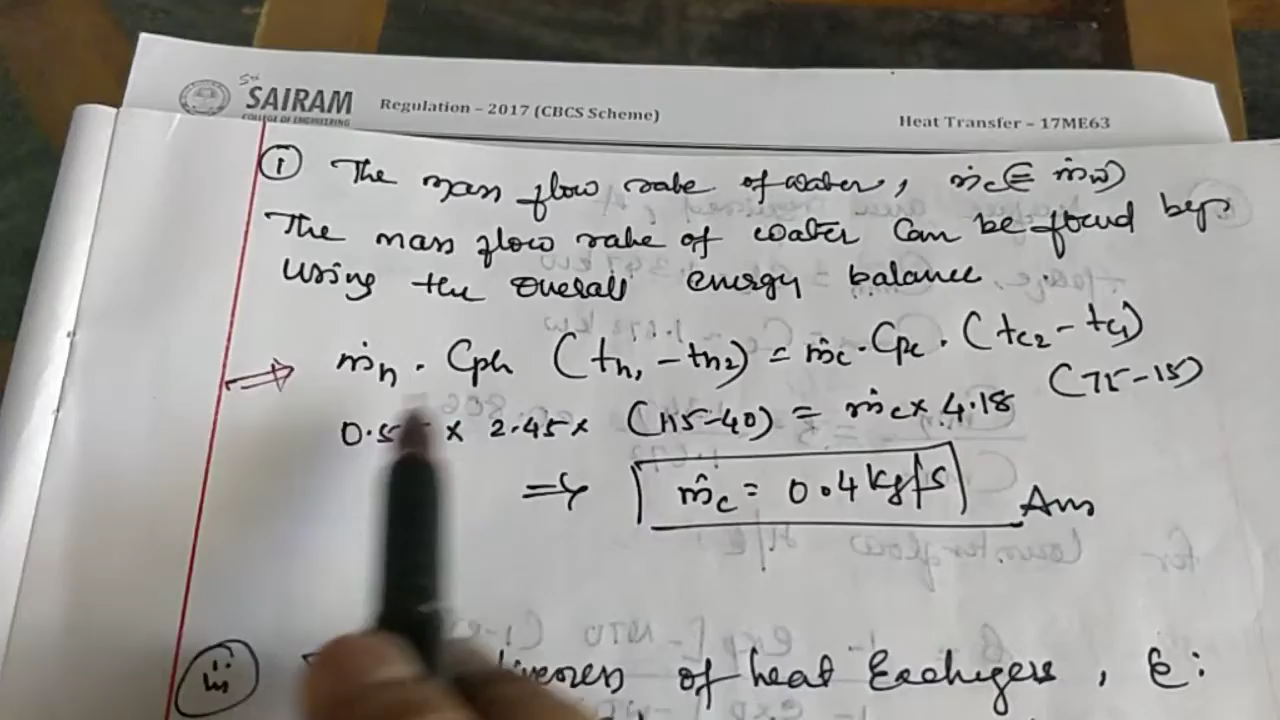 Sri
SAIRAM
COLLEGE OF ENGINEERING
Regulation – 2017 (CBCS Scheme)
Heat Transfer – 17ME63
① The mass flow rate of water, ṁc (= ṁw)
The mass flow rate of water can be found by
using the overall energy balance
⇒ ṁh · Cph (th1 - th2) = ṁc · Cpc · (tc2 - tc1)
× 2.45 × (115-40) = ṁc × 4.18 (75-15)
⇒ ṁc = 0.4 kg/s Ans
of heat Exchgers, ϵ: